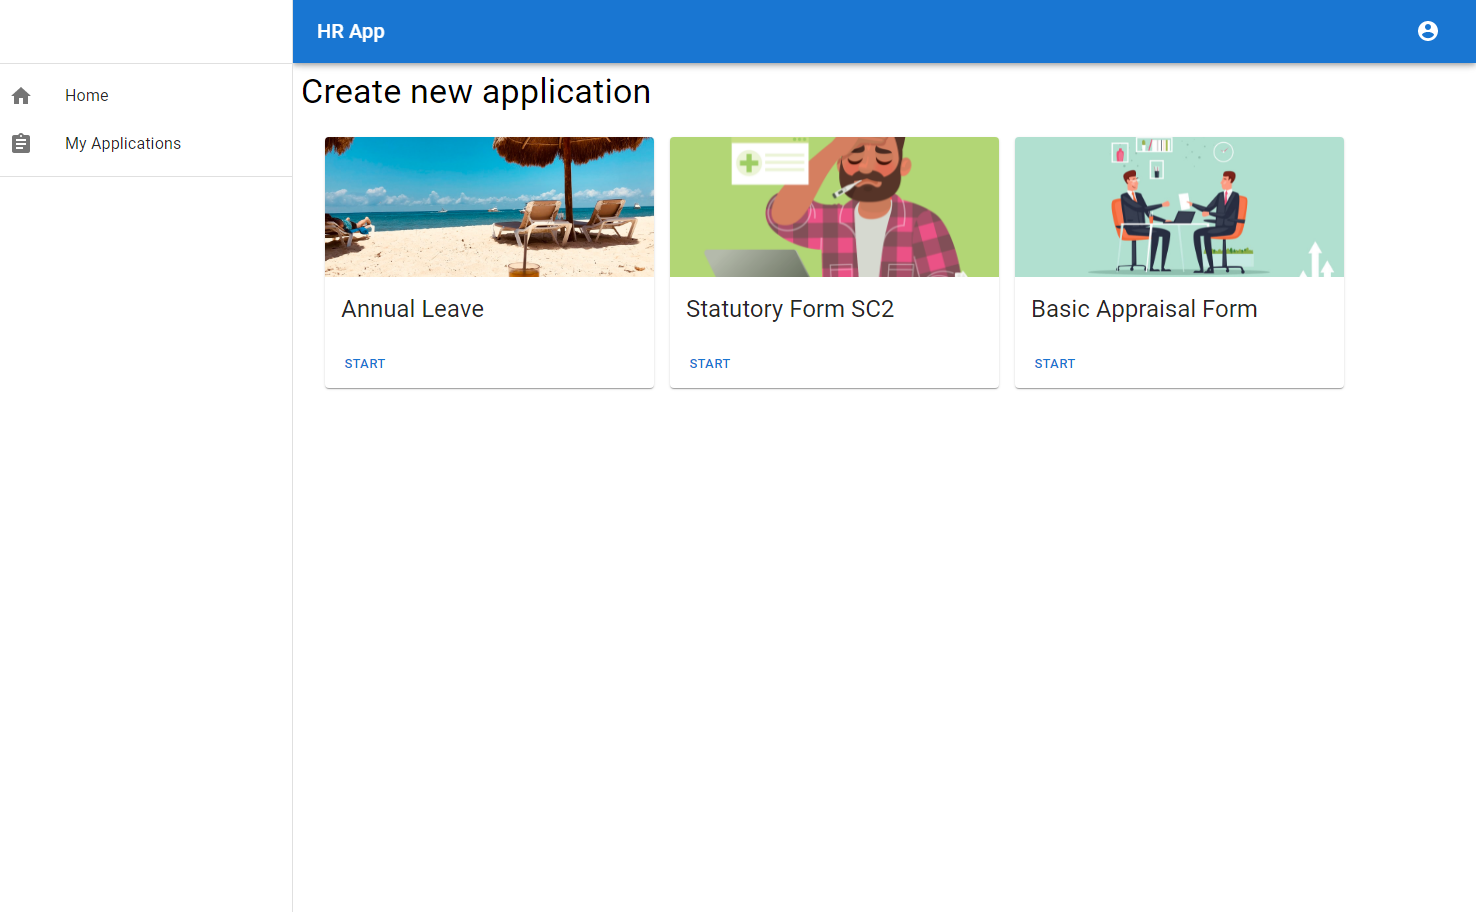 HR App
Home
My Applications
Create new application
Annual Leave
START
Statutory Form SC2
START
Basic Appraisal Form
START